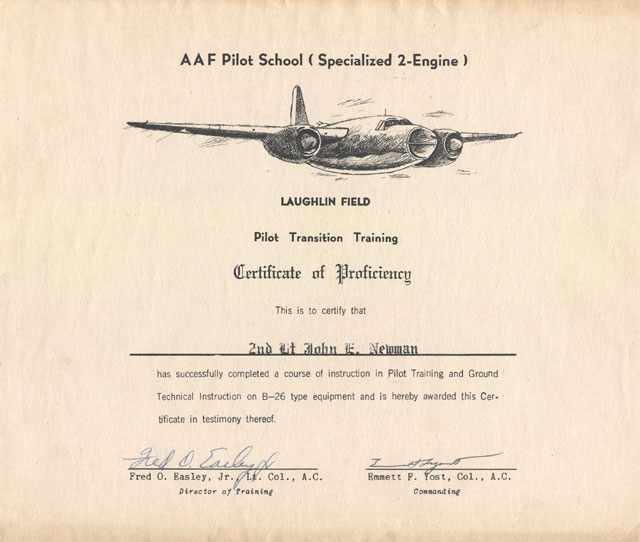 AAF Pilot School ( Specialized 2-Engine )
LAUGHLIN FIELD
Pilot Transition Training
Certificate of Proficiency
This is to certify that
2nd Lt John E. Newman
has successfully completed a course of instruction in Pilot Training and Ground
Technical Instruction on B—26 type equipment and is hereby awarded this Cer-
tificate in testimony thereof.
Fred O. Easley Jr
Fred O. Easley, Jr., Lt. Col., A.C.
Director of Training
Emmett F. Yost, Col., A.C.
Commanding